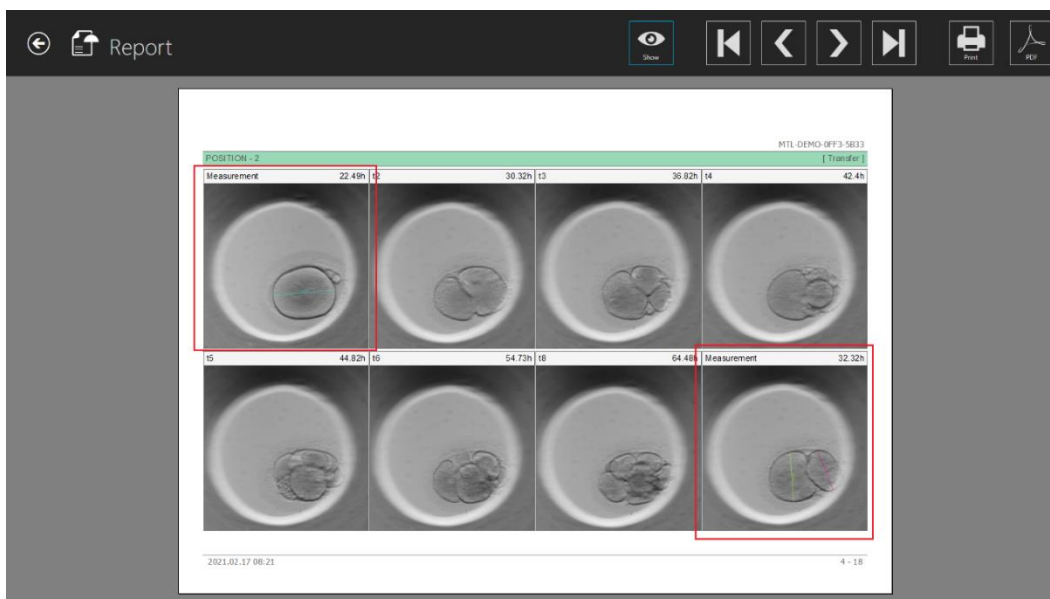 Report
Show
Print
PDF
MTL-DEMO-0FF3-5B33
POSITION - 2 [ Transfer ]
Measurement 22.49h t2 30.32h t3 36.82h t4 42.4h
t5 44.82h t6 54.73h t8 64.48h Measurement 32.32h
2021.02.17 08:21 4 - 18